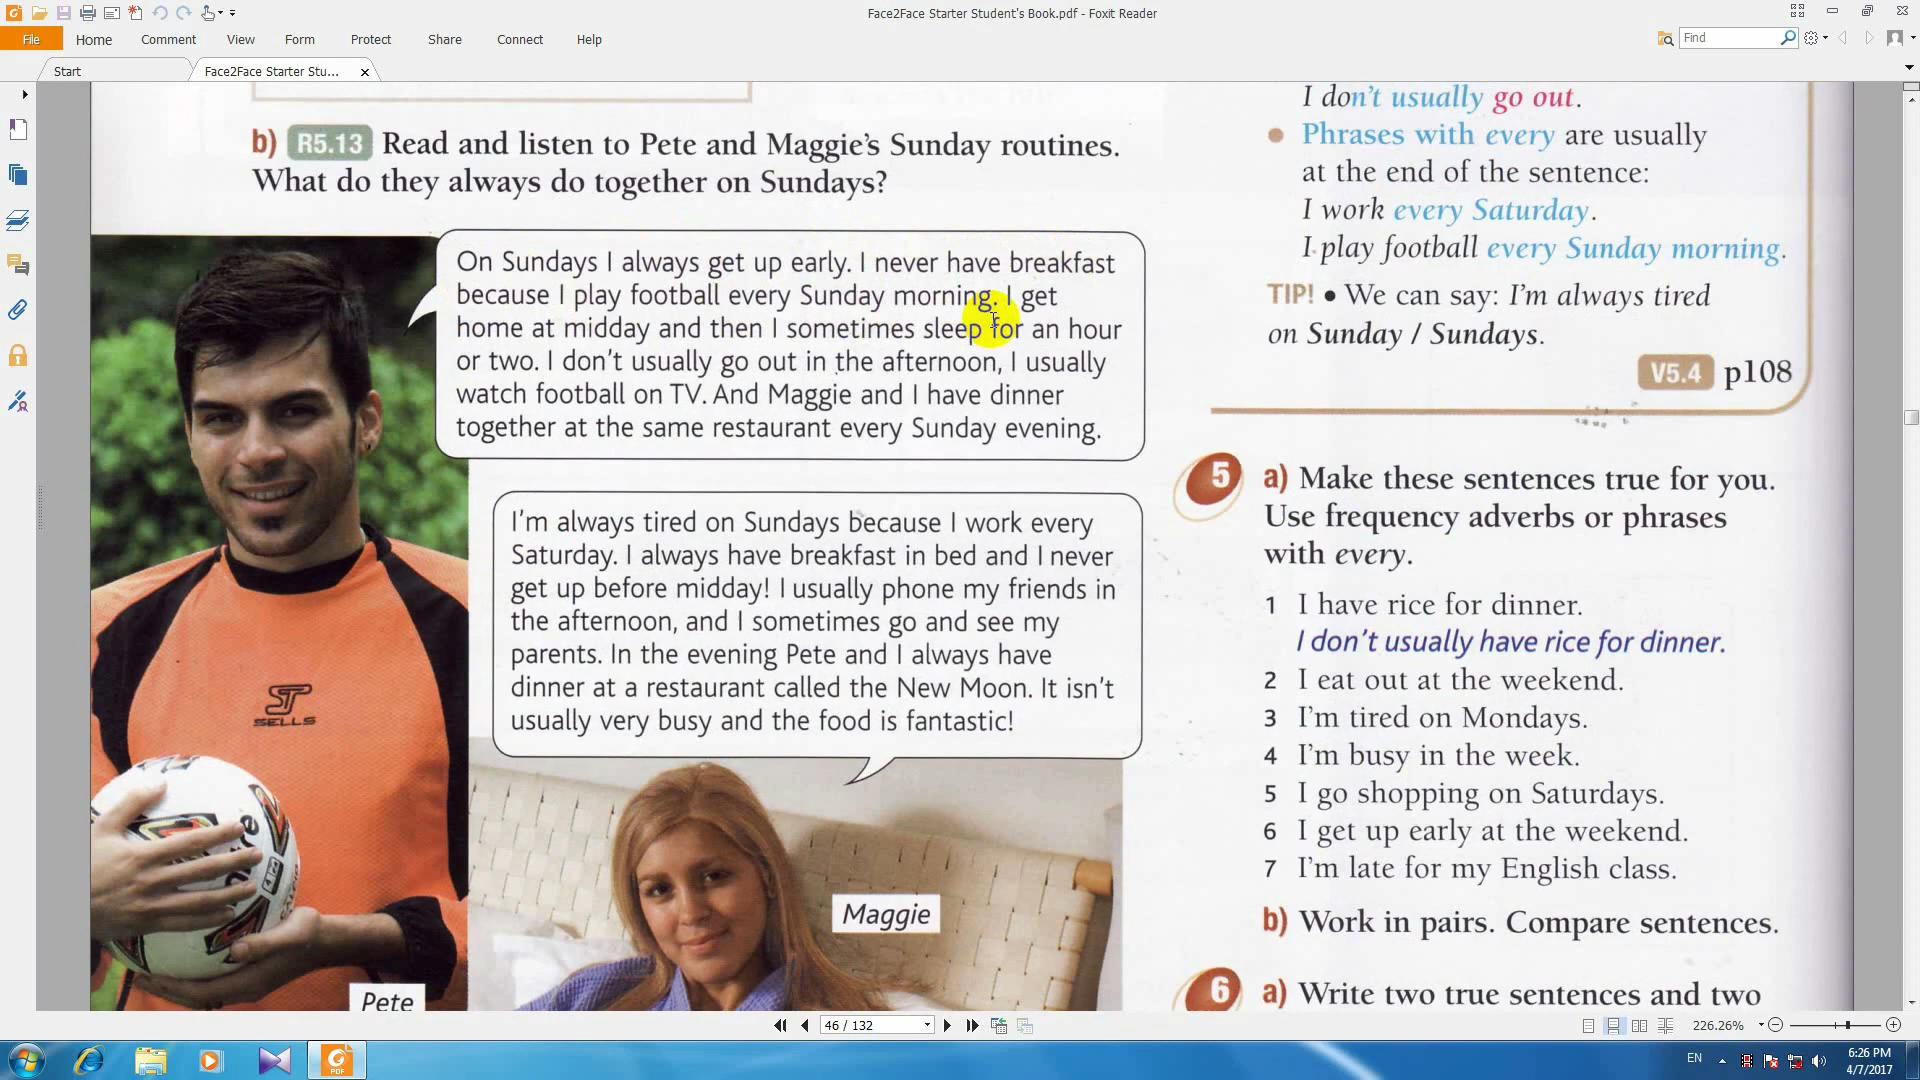 Face2Face Starter Student's Book.pdf - Foxit Reader
File Home Comment View Form Protect Share Connect Help
Find
Start
Face2Face Starter Stu...
b) R5.13 Read and listen to Pete and Maggie's Sunday routines.
What do they always do together on Sundays?
On Sundays I always get up early. I never have breakfast
because I play football every Sunday morning. I get
home at midday and then I sometimes sleep for an hour
or two. I don't usually go out in the afternoon, I usually
watch football on TV. And Maggie and I have dinner
together at the same restaurant every Sunday evening.
I'm always tired on Sundays because I work every
Saturday. I always have breakfast in bed and I never
get up before midday! I usually phone my friends in
the afternoon, and I sometimes go and see my
parents. In the evening Pete and I always have
dinner at a restaurant called the New Moon. It isn't
usually very busy and the food is fantastic!
SELLS
Pete
Maggie
I don't usually go out.
• Phrases with every are usually
at the end of the sentence:
I work every Saturday.
I play football every Sunday morning.
TIP! • We can say: I'm always tired
on Sunday / Sundays.
V5.4 p108
5 a) Make these sentences true for you.
Use frequency adverbs or phrases
with every.
1 I have rice for dinner.
I don't usually have rice for dinner.
2 I eat out at the weekend.
3 I'm tired on Mondays.
4 I'm busy in the week.
5 I go shopping on Saturdays.
6 I get up early at the weekend.
7 I'm late for my English class.
b) Work in pairs. Compare sentences.
6 a) Write two true sentences and two
46 / 132
226.26%
PDF
EN
6:26 PM
4/7/2017